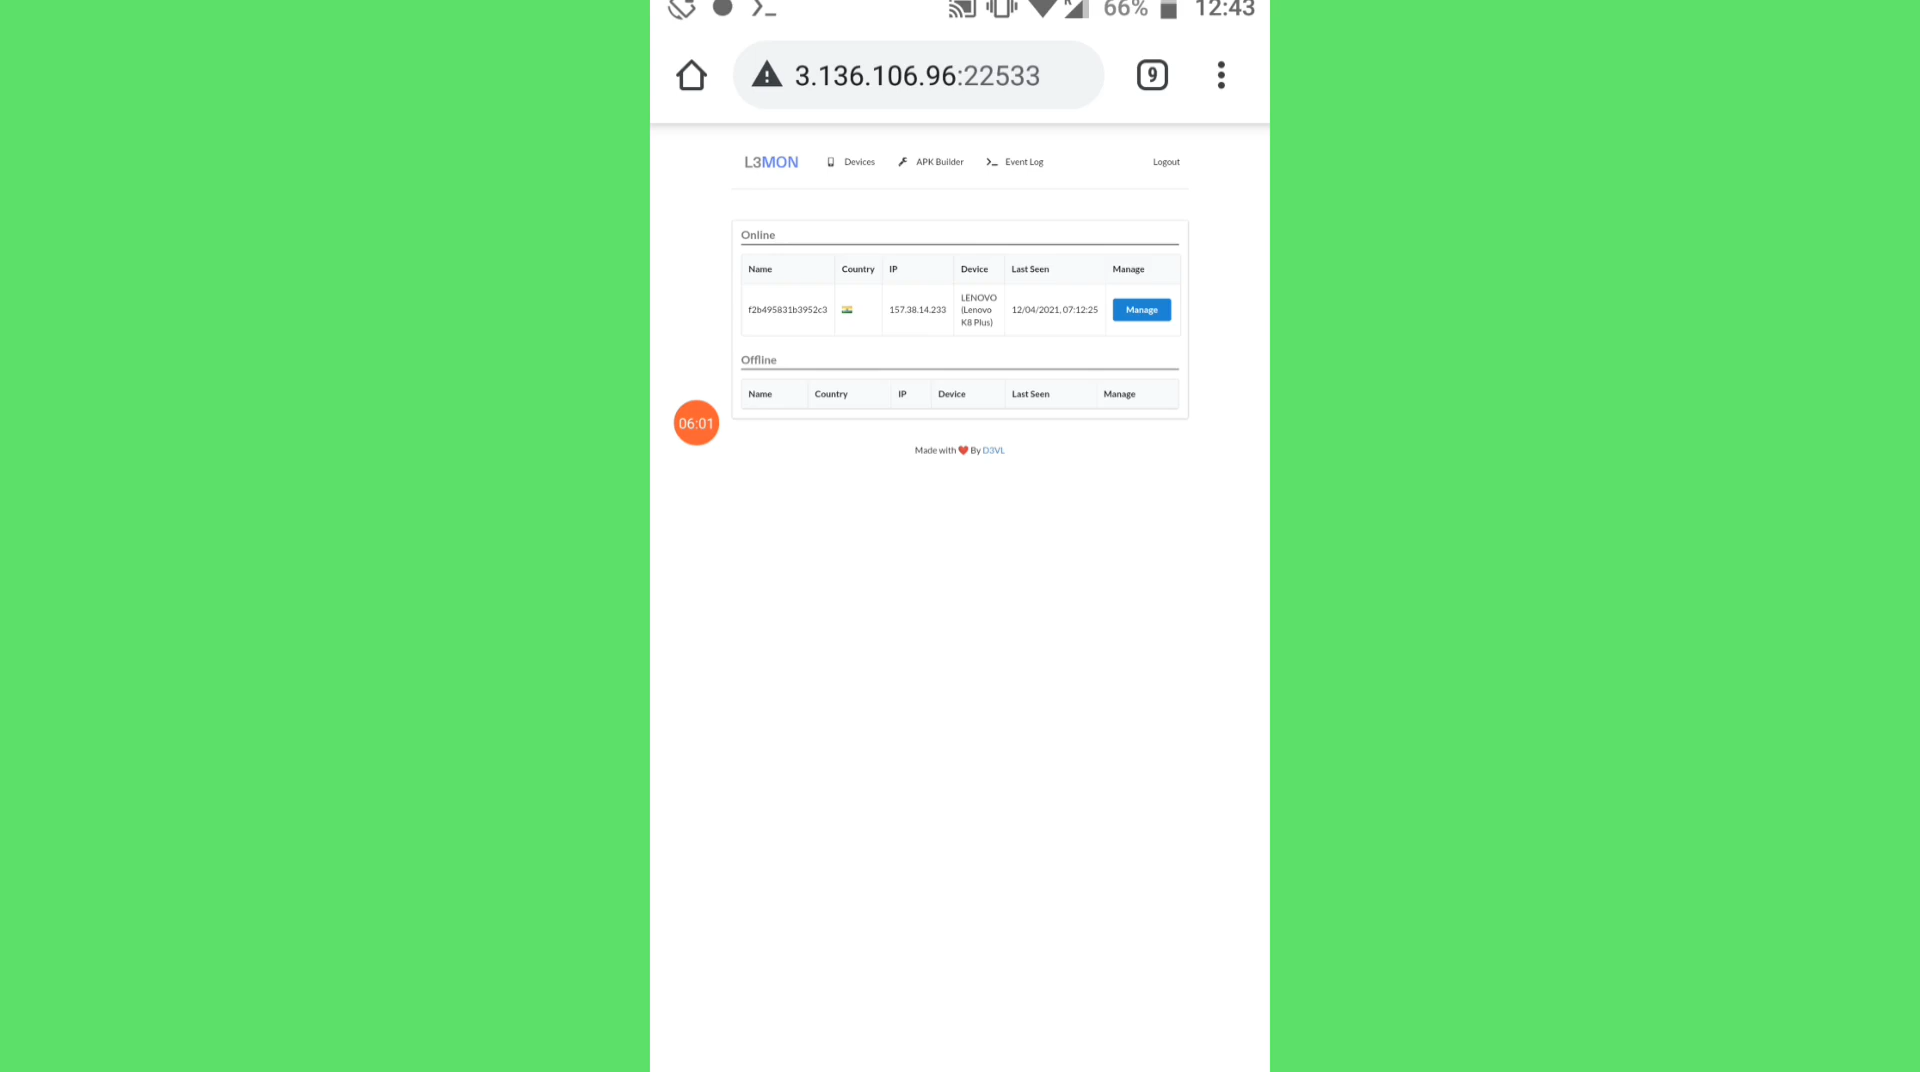 66% 12:43
3.136.106.96:22533 9
L3MON Devices APK Builder Event Log Logout
Online
Name Country IP Device Last Seen Manage
f2b495831b3952c3 157.38.14.233 LENOVO (Lenovo K8 Plus) 12/04/2021, 07:12:25 Manage
Offline
Name Country IP Device Last Seen Manage
06:01
Made with ❤️ By D3VL